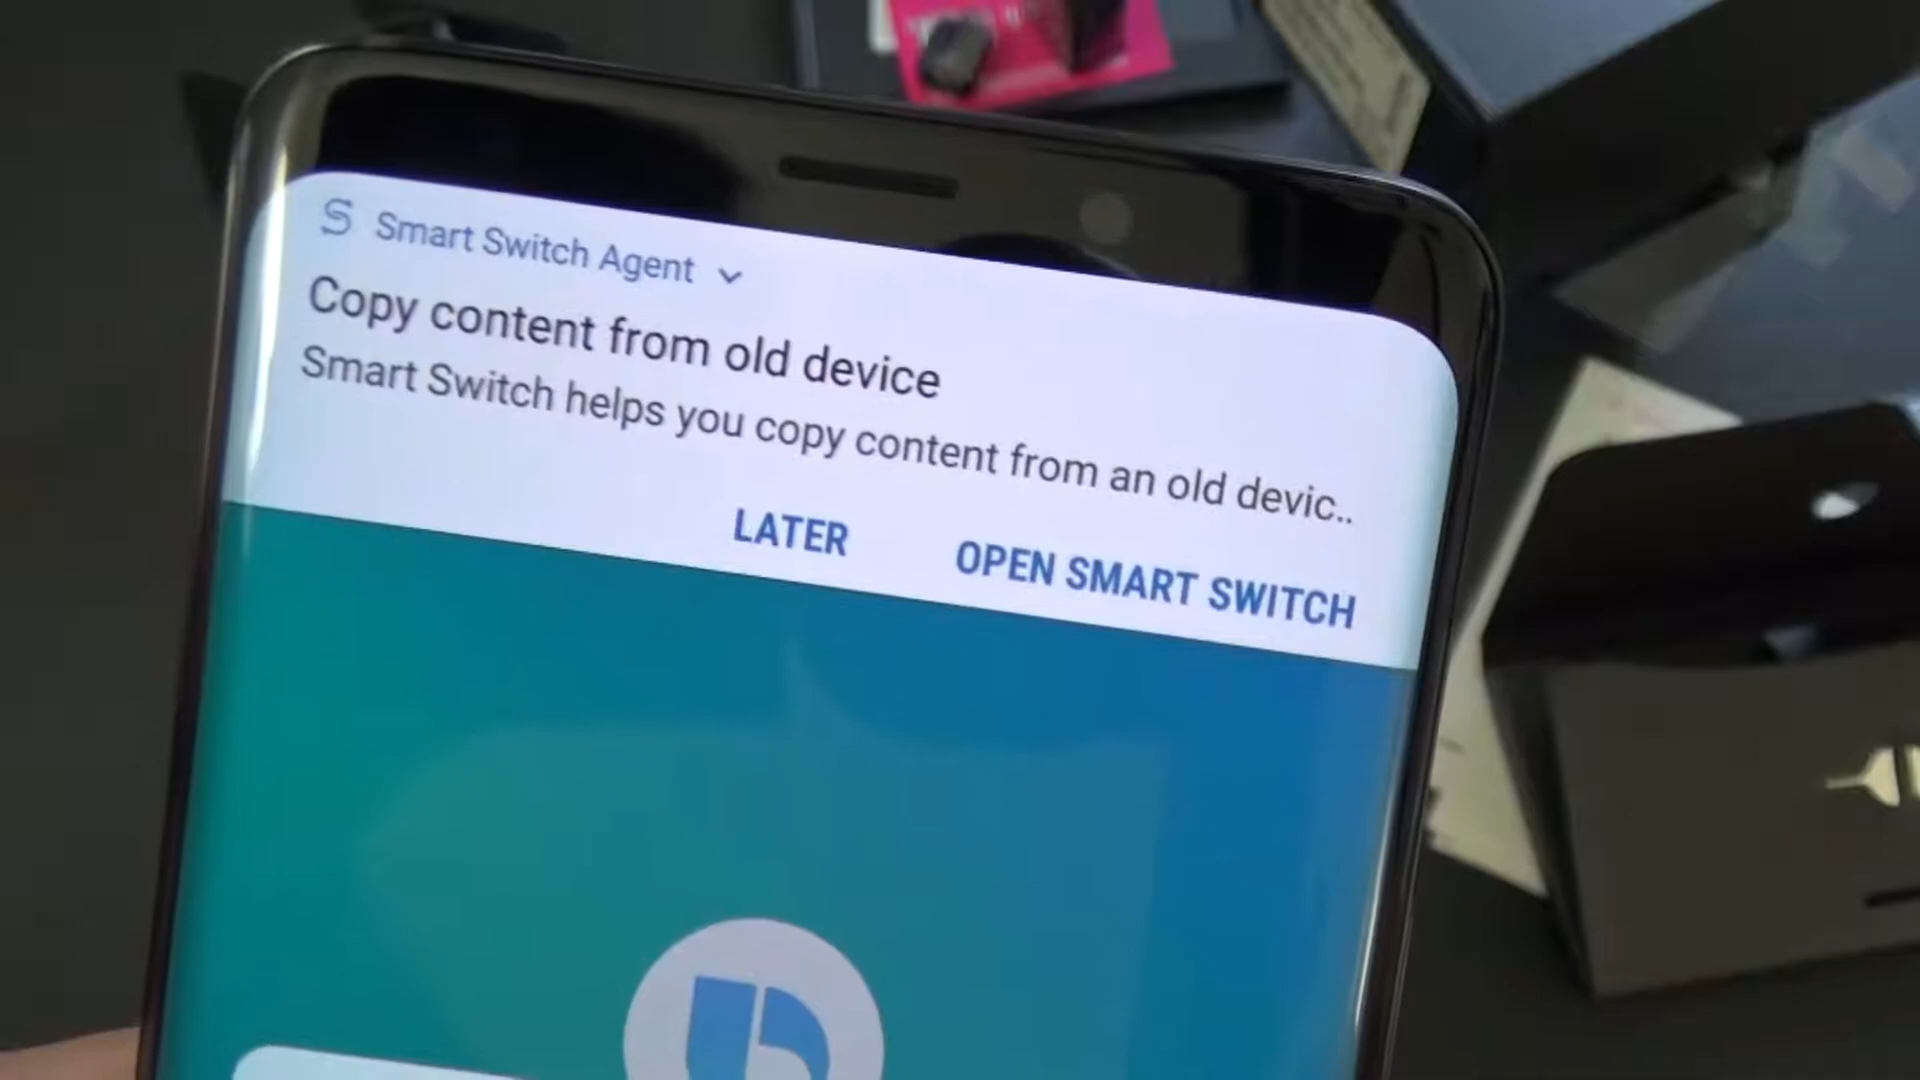 Smart Switch Agent
Copy content from old device
Smart Switch helps you copy content from an old devic..
LATER
OPEN SMART SWITCH